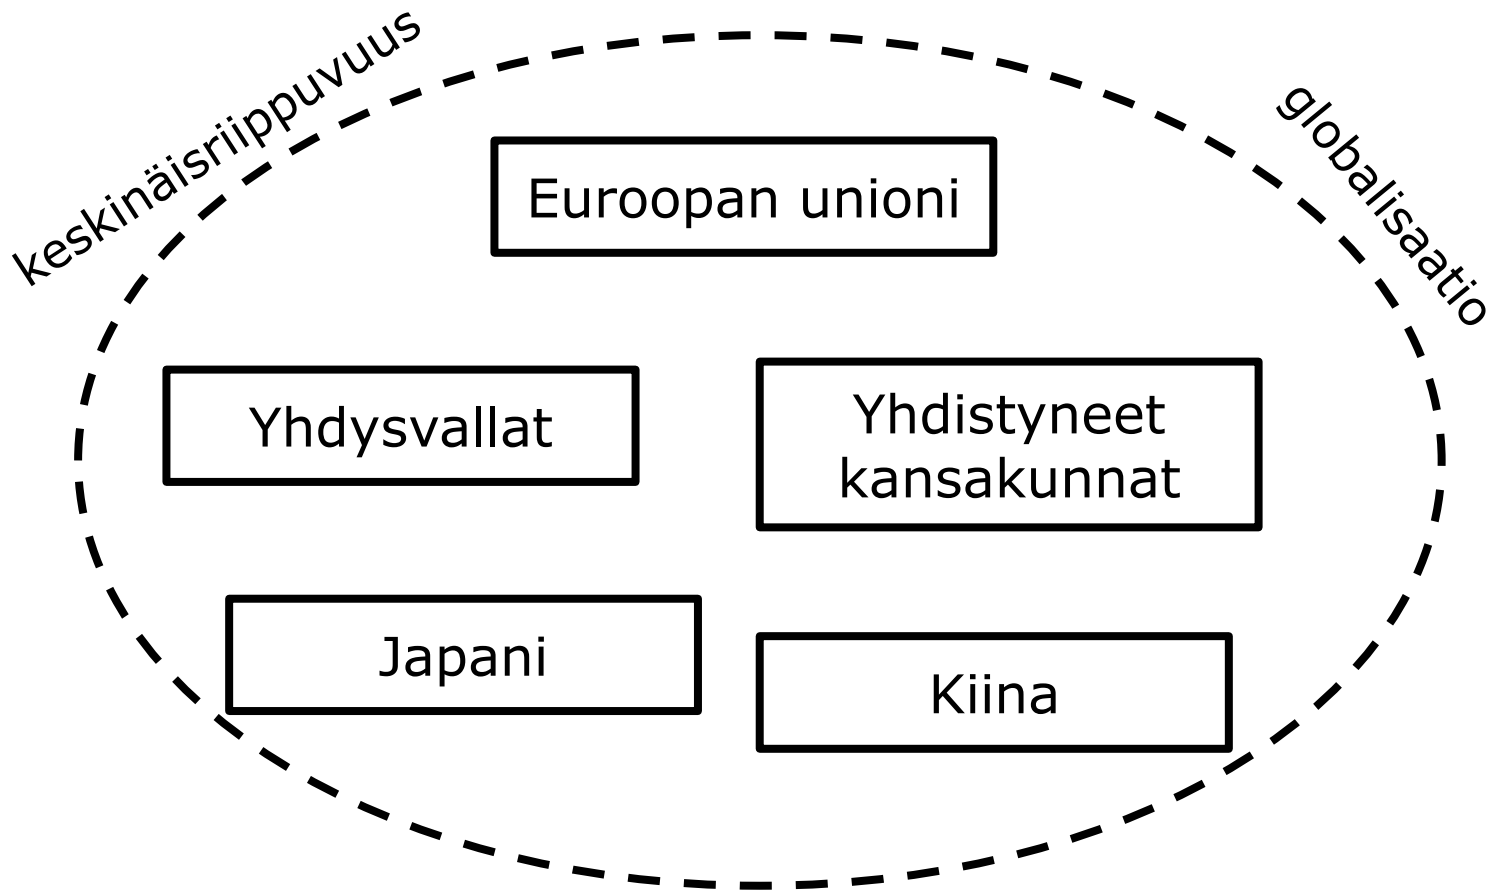 keskinäisriippuvuus
globalisaatio
Euroopan unioni
Yhdysvallat
Yhdistyneet
kansakunnat
Japani
Kiina